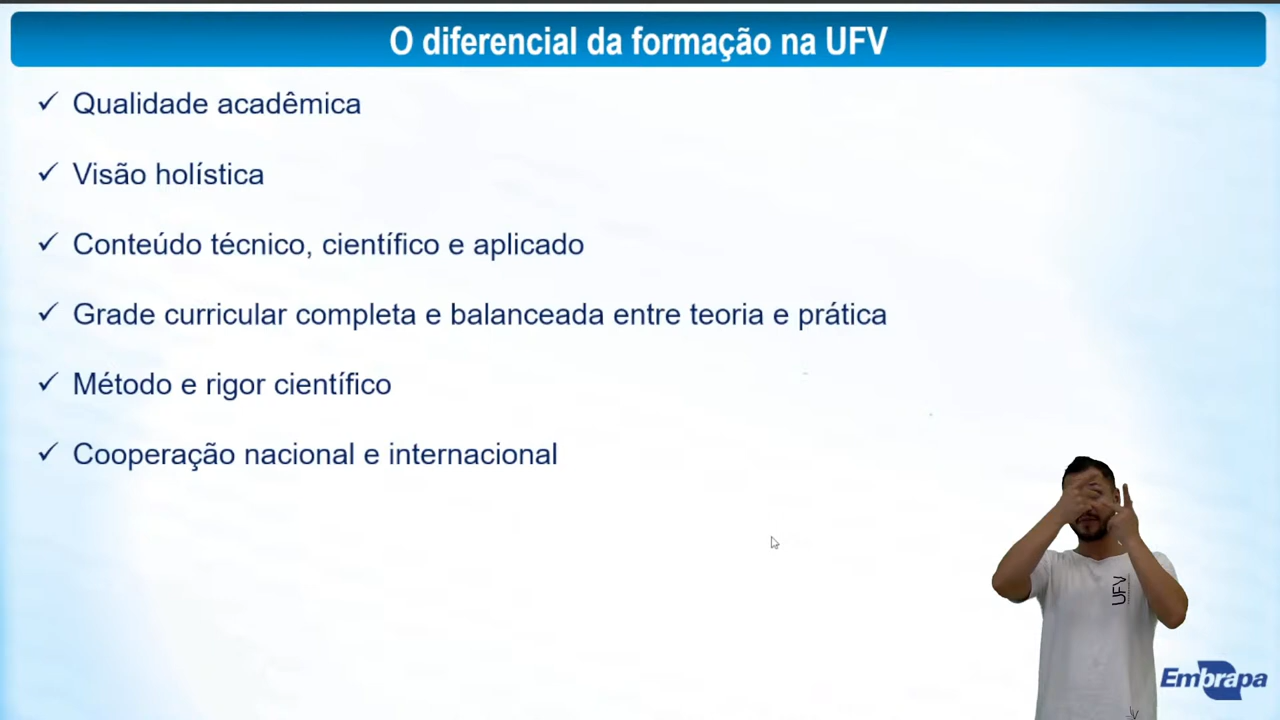 O diferencial da formação na UFV
✓ Qualidade acadêmica
✓ Visão holística
✓ Conteúdo técnico, científico e aplicado
✓ Grade curricular completa e balanceada entre teoria e prática
✓ Método e rigor científico
✓ Cooperação nacional e internacional
UFV
Embrapa